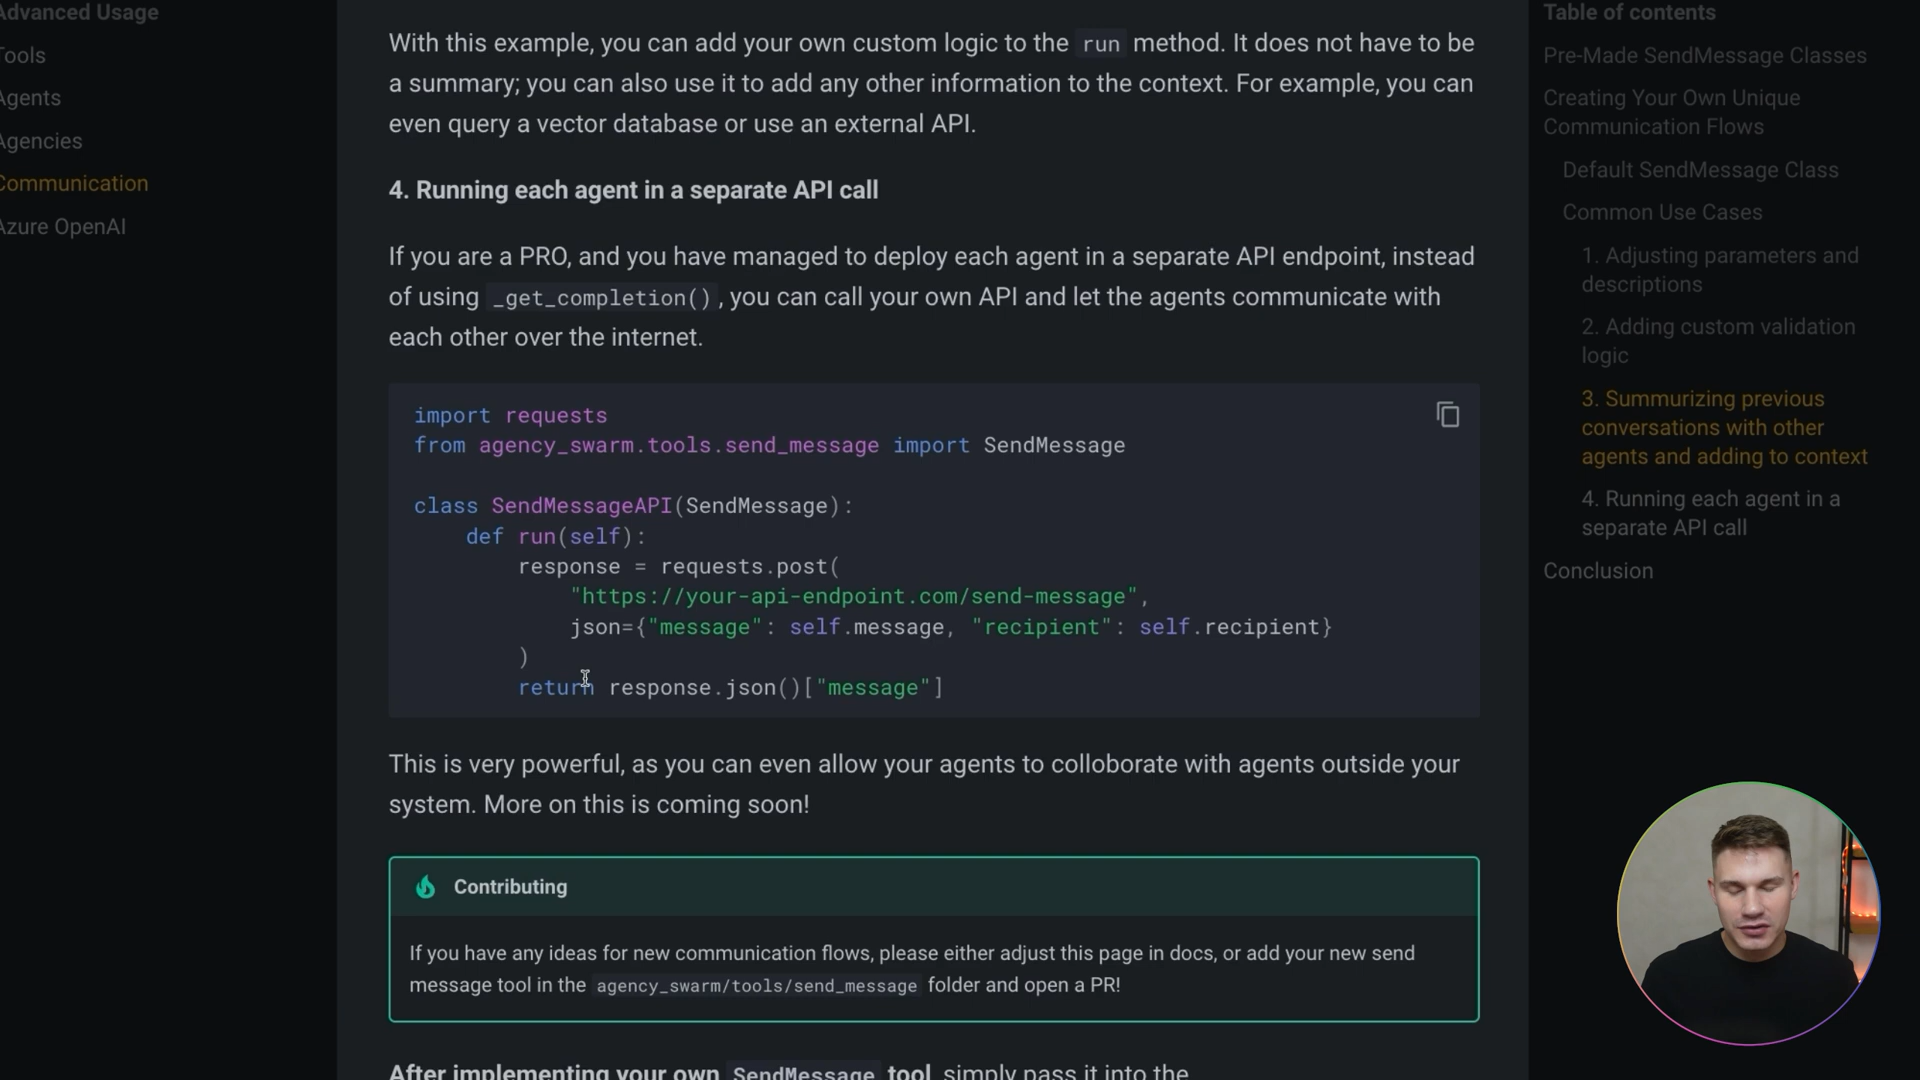 Advanced Usage
Tools
Agents
Agencies
Communication
Azure OpenAI
With this example, you can add your own custom logic to the run method. It does not have to be
a summary; you can also use it to add any other information to the context. For example, you can
even query a vector database or use an external API.
4. Running each agent in a separate API call
If you are a PRO, and you have managed to deploy each agent in a separate API endpoint, instead
of using _get_completion(), you can call your own API and let the agents communicate with
each other over the internet.
import requests
from agency_swarm.tools.send_message import SendMessage
class SendMessageAPI(SendMessage):
def run(self):
response = requests.post(
"https://your-api-endpoint.com/send-message",
json={"message": self.message, "recipient": self.recipient}
)
return response.json()["message"]
This is very powerful, as you can even allow your agents to colloborate with agents outside your
system. More on this is coming soon!
Contributing
If you have any ideas for new communication flows, please either adjust this page in docs, or add your new send
message tool in the agency_swarm/tools/send_message folder and open a PR!
After implementing your own SendMessage tool, simply pass it into the
Table of contents
Pre-Made SendMessage Classes
Creating Your Own Unique
Communication Flows
Default SendMessage Class
Common Use Cases
1. Adjusting parameters and
descriptions
2. Adding custom validation
logic
3. Summurizing previous
conversations with other
agents and adding to context
4. Running each agent in a
separate API call
Conclusion